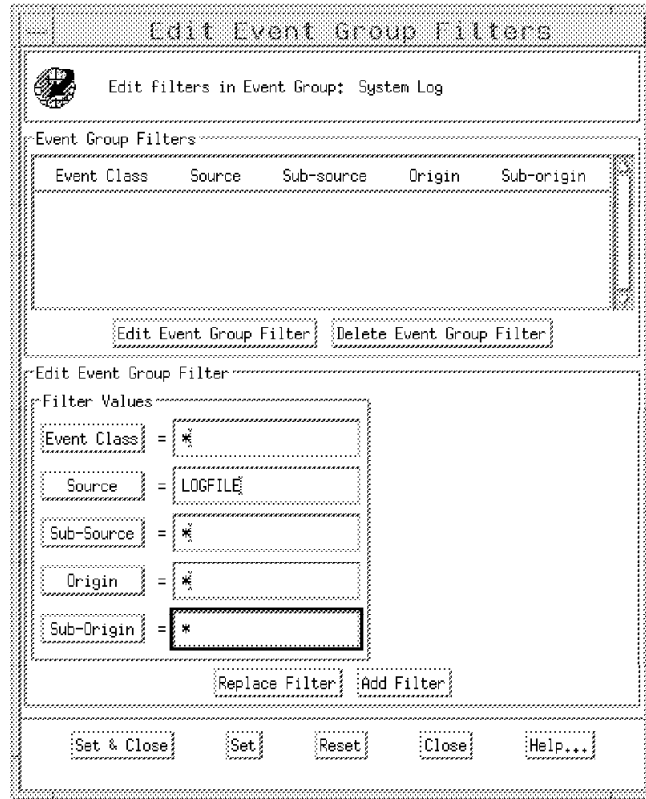 Edit Event Group Filters
Edit filters in Event Group: System Log
Event Group Filters
Event Class Source Sub-source Origin Sub-origin
Edit Event Group Filter Delete Event Group Filter
Edit Event Group Filter
Filter Values
Event Class = *
Source = LOGFILE
Sub-Source = *
Origin = *
Sub-Origin = *
Replace Filter Add Filter
Set & Close Set Reset Close Help...